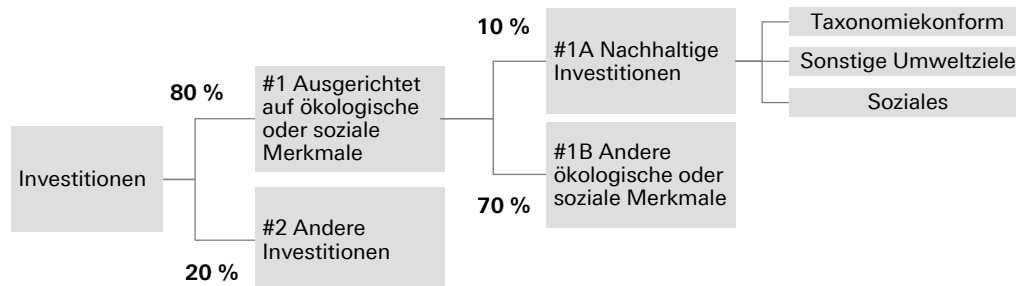 Investitionen
80 %
#1 Ausgerichtet
auf ökologische
oder soziale
Merkmale
20 %
#2 Andere
Investitionen
10 %
#1A Nachhaltige
Investitionen
70 %
#1B Andere
ökologische oder
soziale Merkmale
Taxonomiekonform
Sonstige Umweltziele
Soziales